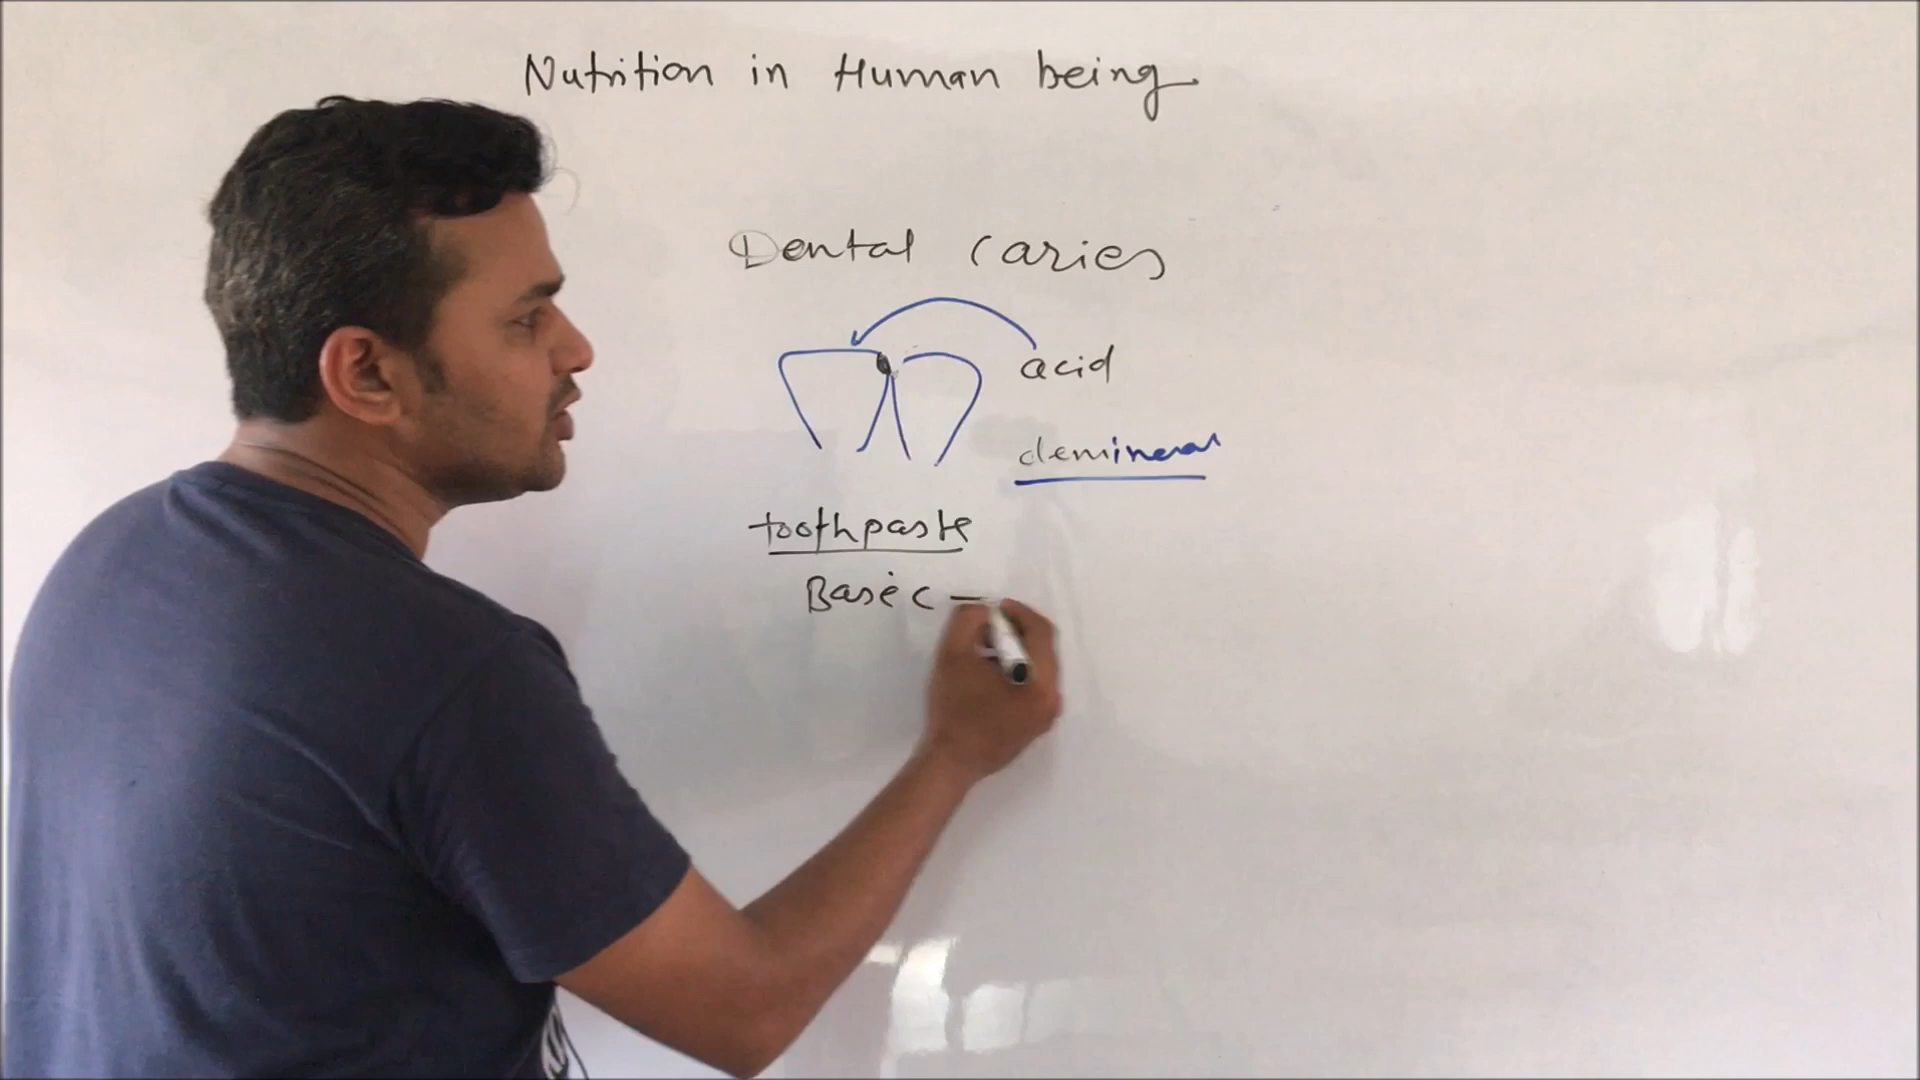 Nutrition in Human being
Dental Caries
acid
demineral
toothpaste
Basic –